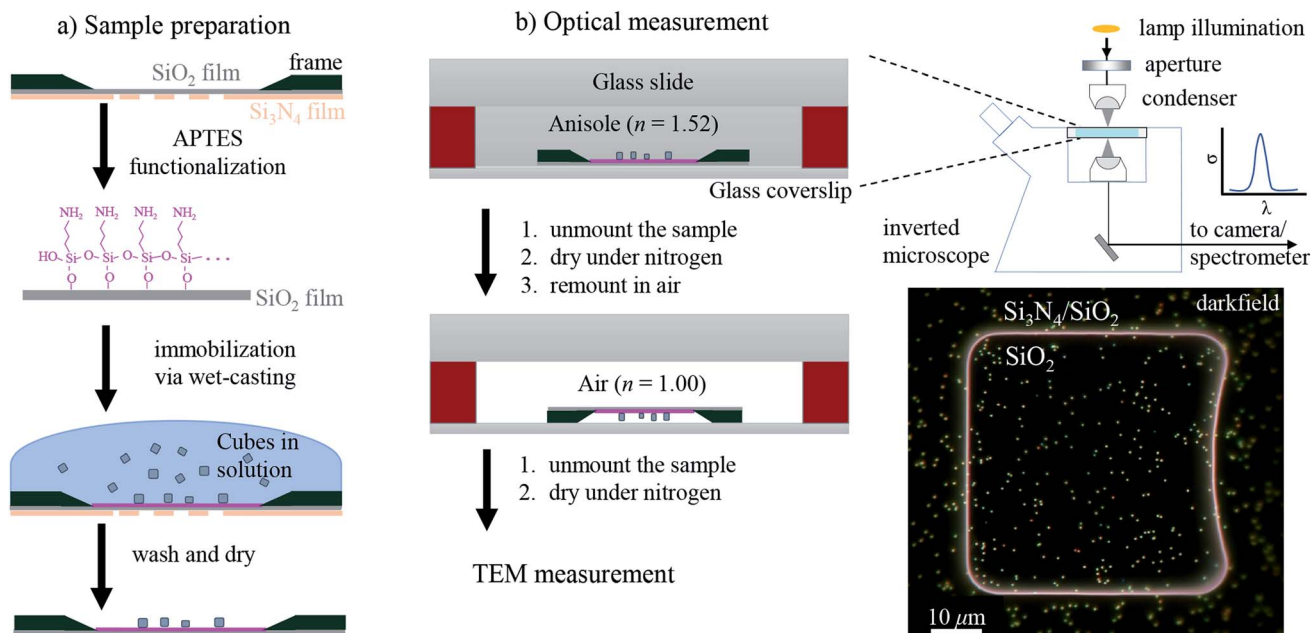 a) Sample preparation
SiO₂ film
frame
Si₃N₄ film
APTES
functionalization
NH₂ NH₂ NH₂ NH₂
HO Si O Si O Si O Si ...
O O O O
SiO₂ film
immobilization
via wet-casting
Cubes in
solution
wash and dry
b) Optical measurement
Glass slide
Anisole (n = 1.52)
Glass coverslip
1. unmount the sample
2. dry under nitrogen
3. remount in air
Air (n = 1.00)
1. unmount the sample
2. dry under nitrogen
TEM measurement
lamp illumination
aperture
condenser
σ
λ
inverted
microscope
to camera/
spectrometer
darkfield
Si₃N₄/SiO₂
SiO₂
10 μm